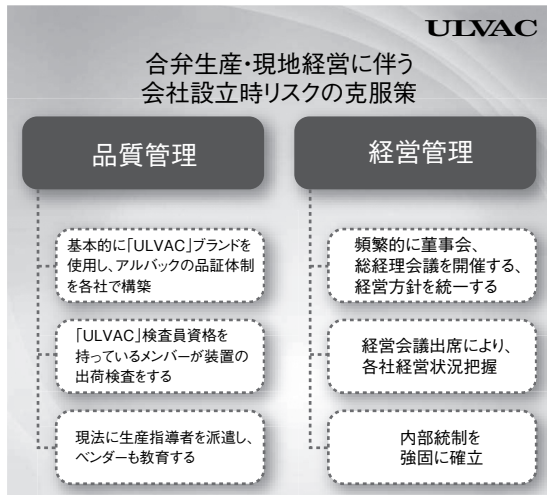 ULVAC
合弁生産・現地経営に伴う
会社設立時リスクの克服策
品質管理
基本的に「ULVAC」ブランドを
使用し、アルバックの品証体制
を各社で構築
「ULVAC」検査員資格を
持っているメンバーが装置の
出荷検査をする
現法に生産指導者を派遣し、
ベンダーも教育する
経営管理
頻繁的に董事会、
総経理会議を開催する、
経営方針を統一する
経営会議出席により、
各社経営状況把握
内部統制を
強固に確立